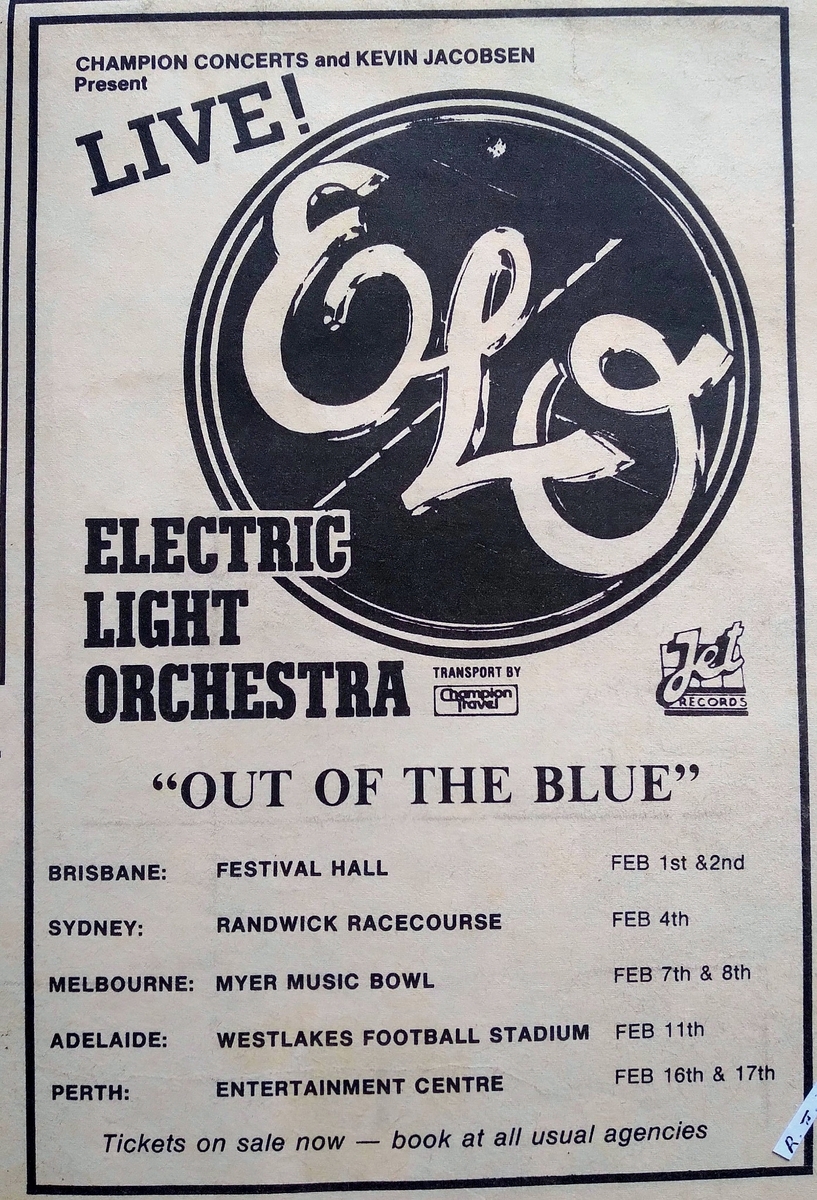 CHAMPION CONCERTS and KEVIN JACOBSEN
Present
LIVE!
ELO
ELECTRIC
LIGHT
ORCHESTRA
TRANSPORT BY
Champion
Travel
Jet
RECORDS
“OUT OF THE BLUE”
BRISBANE: FESTIVAL HALL FEB 1st &2nd
SYDNEY: RANDWICK RACECOURSE FEB 4th
MELBOURNE: MYER MUSIC BOWL FEB 7th & 8th
ADELAIDE: WESTLAKES FOOTBALL STADIUM FEB 11th
PERTH: ENTERTAINMENT CENTRE FEB 16th & 17th
Tickets on sale now — book at all usual agencies